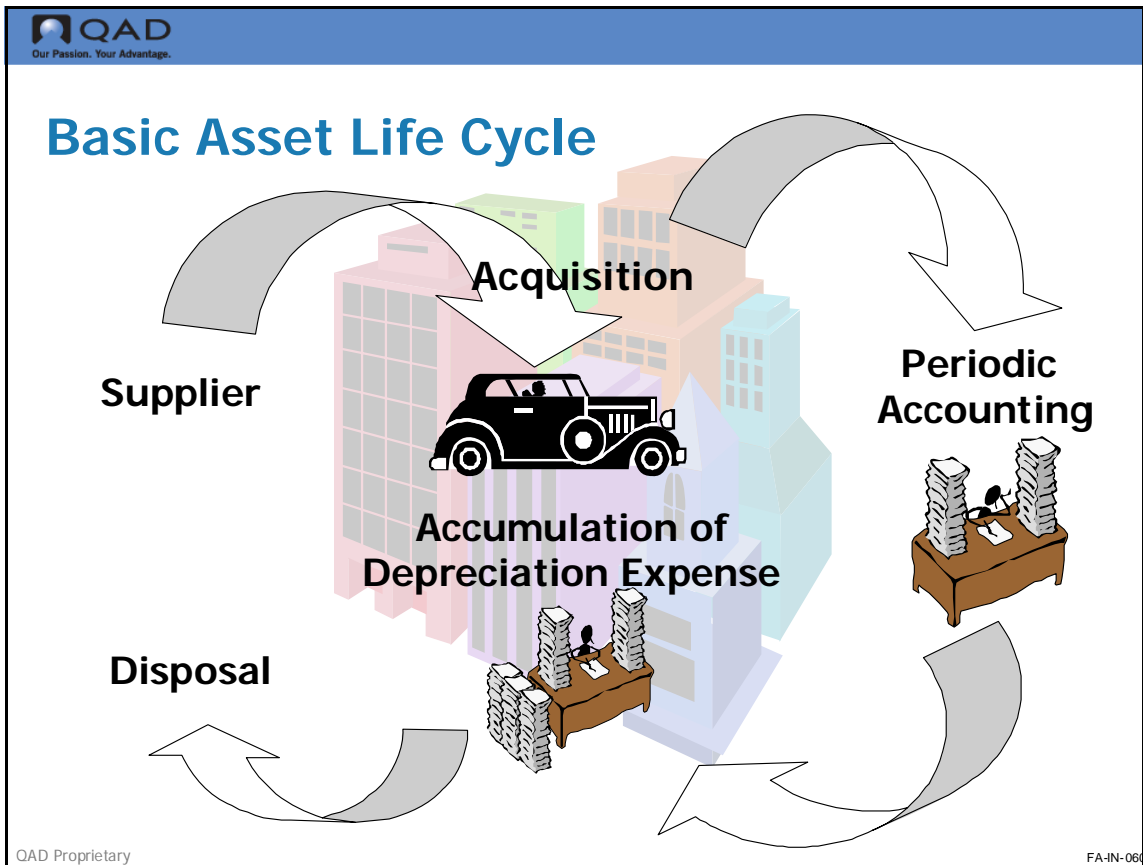 QAD
Our Passion. Your Advantage.
Basic Asset Life Cycle
Acquisition
Supplier
Periodic
Accounting
Accumulation of
Depreciation Expense
Disposal
QAD Proprietary